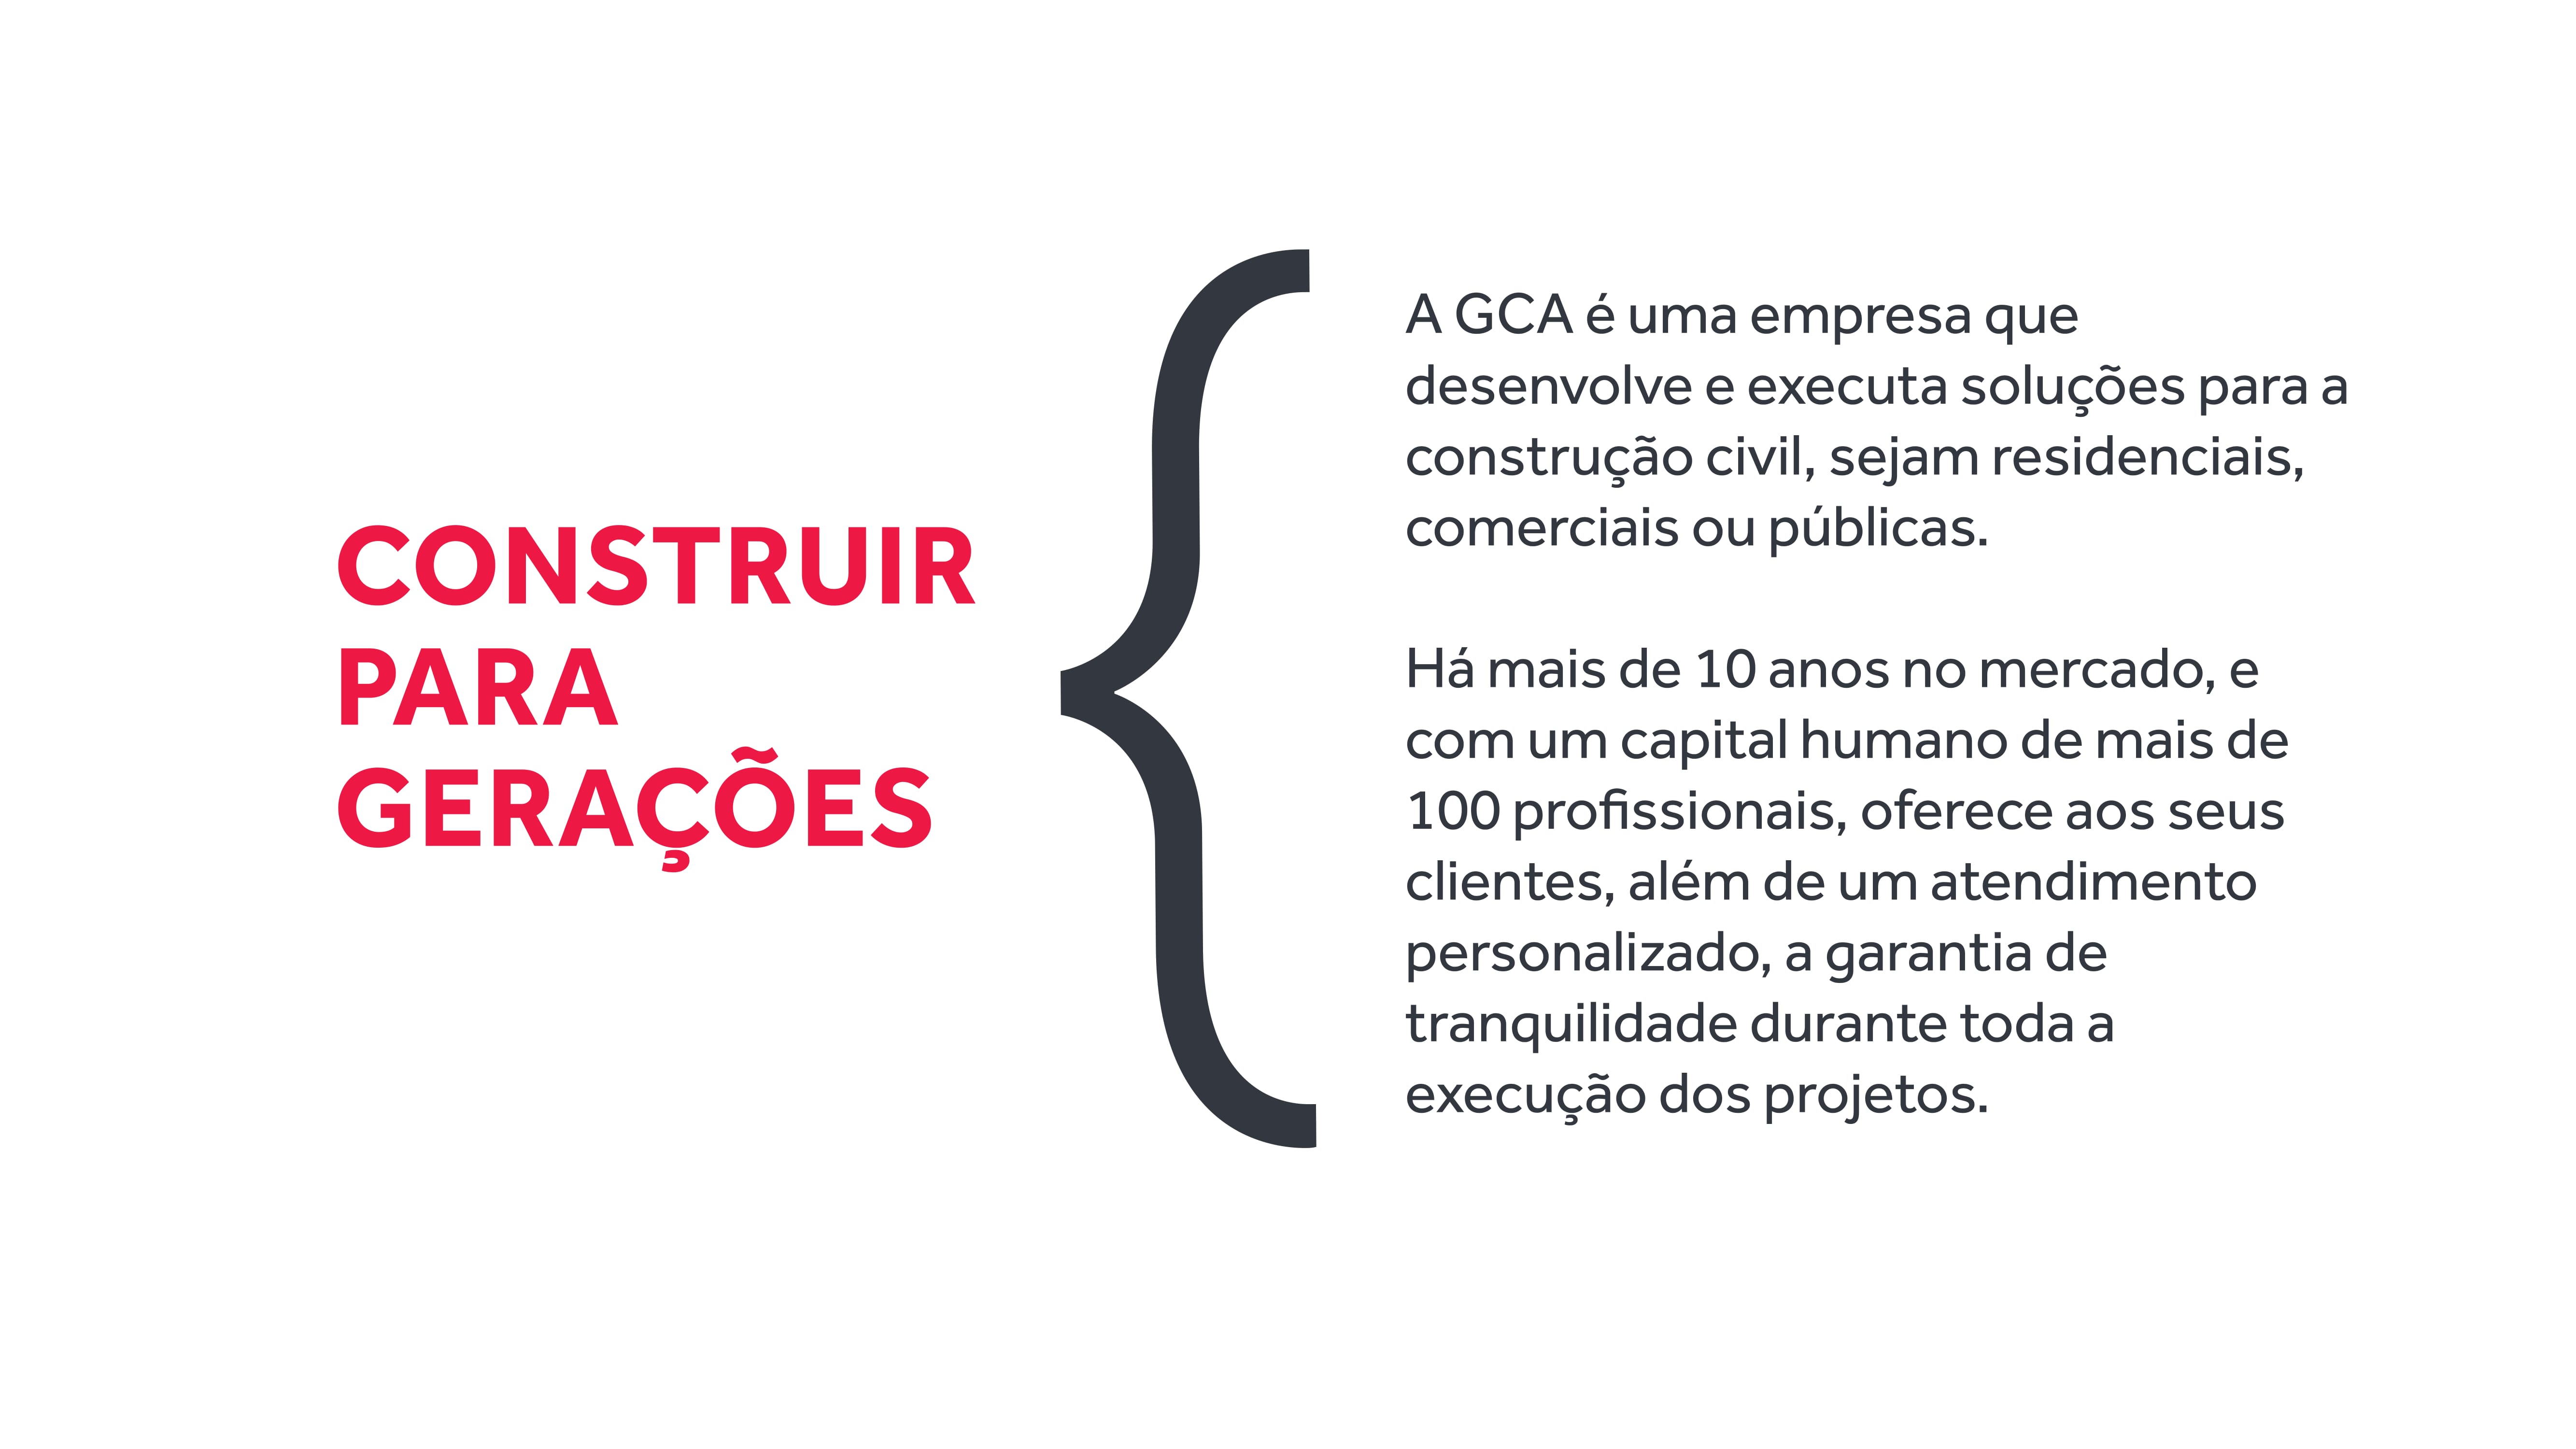 CONSTRUIR
PARA
GERAÇÕES
A GCA é uma empresa que
desenvolve e executa soluções para a
construção civil, sejam residenciais,
comerciais ou públicas.
Há mais de 10 anos no mercado, e
com um capital humano de mais de
100 profissionais, oferece aos seus
clientes, além de um atendimento
personalizado, a garantia de
tranquilidade durante toda a
execução dos projetos.